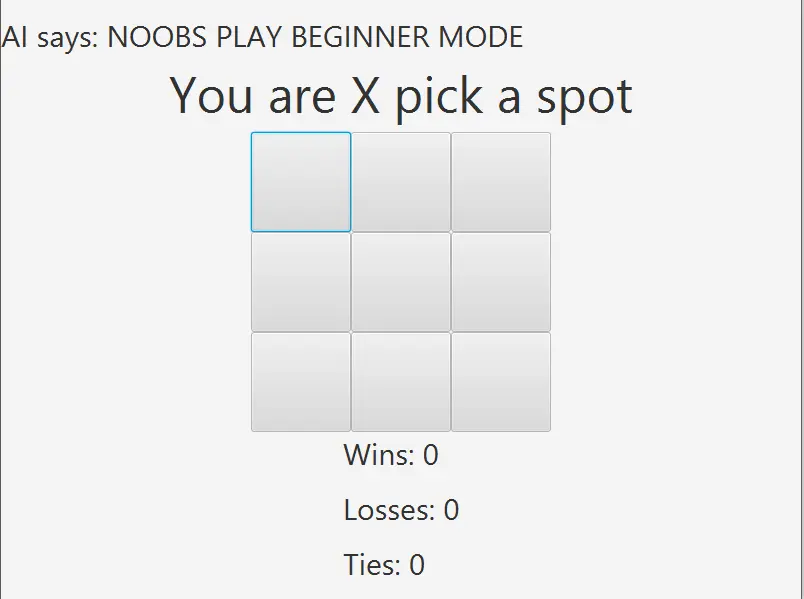 AI says: NOOBS PLAY BEGINNER MODE
You are X pick a spot
Wins: 0
Losses: 0
Ties: 0